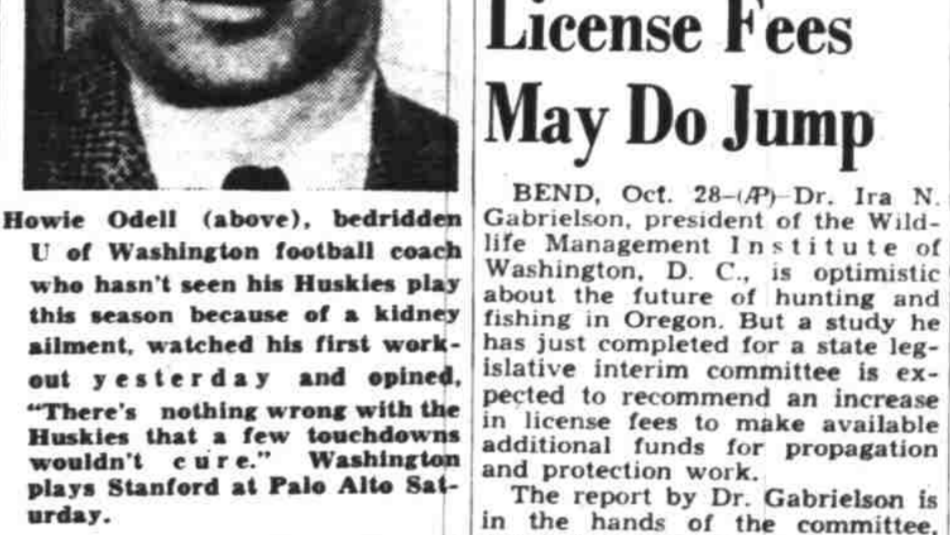 Howie Odell (above), bedridden
U of Washington football coach
who hasn't seen his Huskies play
this season because of a kidney
ailment, watched his first work-
out yesterday and opined,
"There's nothing wrong with the
Huskies that a few touchdowns
wouldn't cure." Washington
plays Stanford at Palo Alto Sat-
urday.
License Fees
May Do Jump
BEND, Oct. 28-(AP)-Dr. Ira N.
Gabrielson, president of the Wild-
life Management Institute of
Washington, D. C., is optimistic
about the future of hunting and
fishing in Oregon. But a study he
has just completed for a state leg-
islative interim committee is ex-
pected to recommend an increase
in license fees to make available
additional funds for propagation
and protection work.
The report by Dr. Gabrielson is
in the hands of the committee,